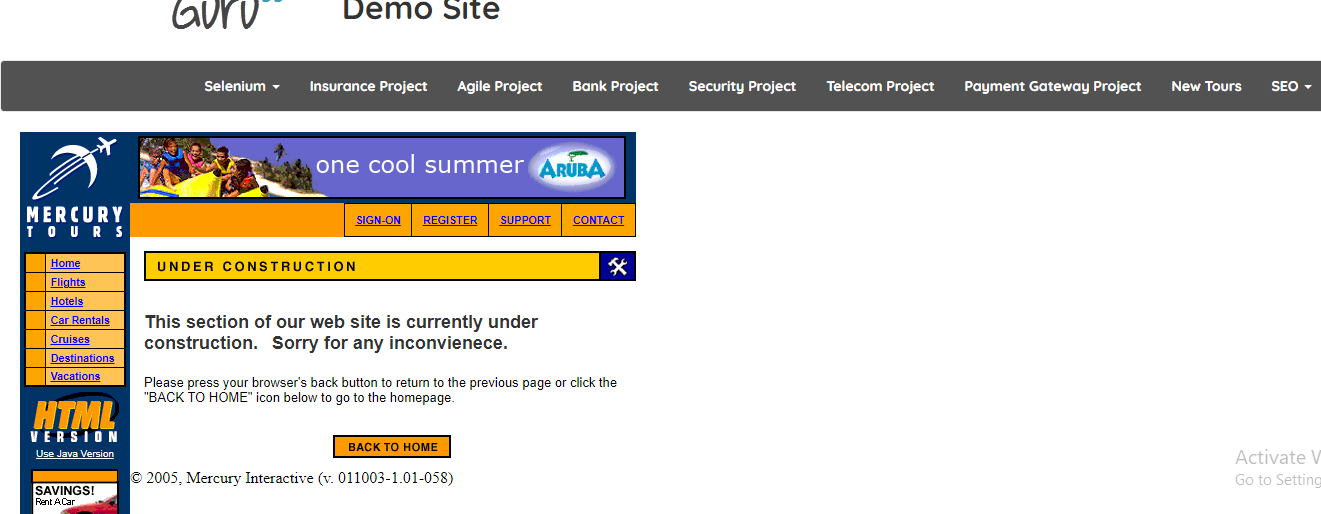 Guru99
Demo Site
Selenium Insurance Project Agile Project Bank Project Security Project Telecom Project Payment Gateway Project New Tours SEO
one cool summer ARUBA
MERCURY
TOURS
SIGN-ON REGISTER SUPPORT CONTACT
Home
Flights
Hotels
Car Rentals
Cruises
Destinations
Vacations
HTML
VERSION
Use Java Version
SAVINGS!
Rent A Car
UNDER CONSTRUCTION
This section of our web site is currently under
construction. Sorry for any inconvienece.
Please press your browser's back button to return to the previous page or click the
"BACK TO HOME" icon below to go to the homepage.
BACK TO HOME
© 2005, Mercury Interactive (v. 011003-1.01-058)
Activate
Go to Setting